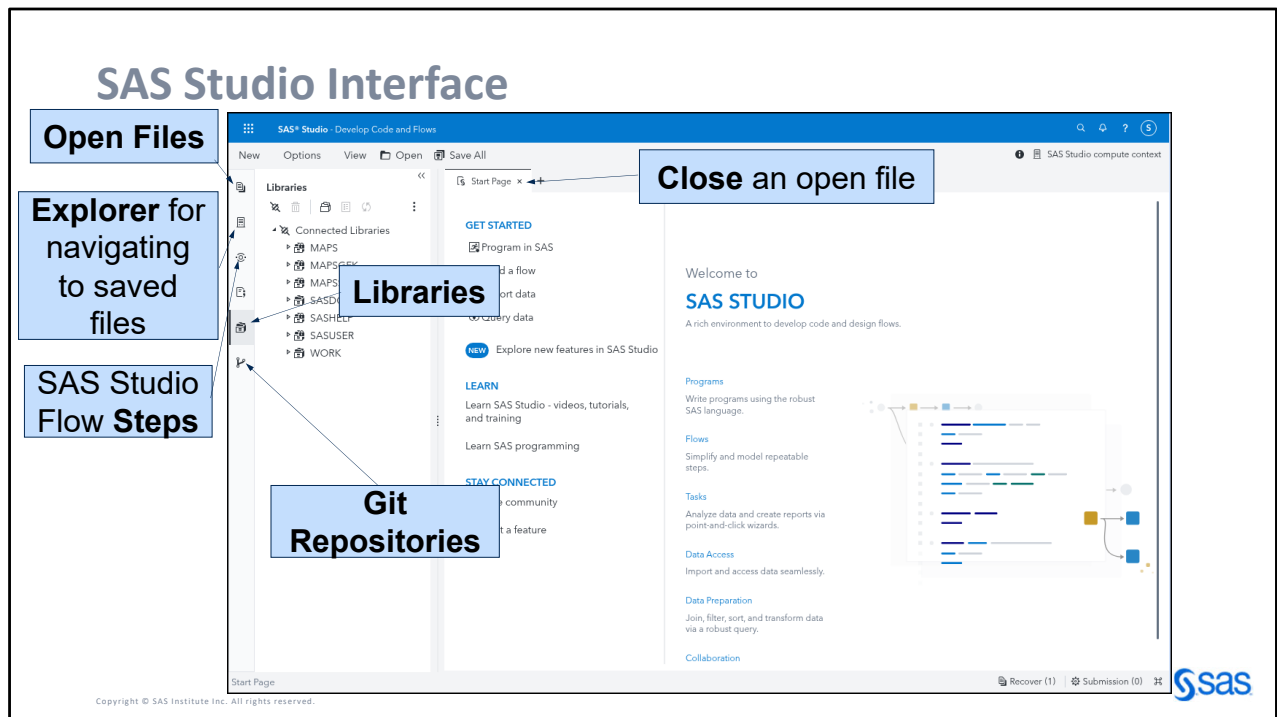 SAS Studio Interface
Open Files
Explorer for
navigating
to saved
files
SAS Studio
Flow Steps
Close an open file
Libraries
Git
Repositories
SAS® Studio - Develop Code and Flows
? S
New Options View Open Save All
SAS Studio compute context
Libraries
Connected Libraries
MAPS
MAPS
SASHELP
SASUSER
WORK
Start Page × +
GET STARTED
Program in SAS
d a flow
ort data
Query data
NEW Explore new features in SAS Studio
LEARN
Learn SAS Studio - videos, tutorials,
and training
Learn SAS programming
STAY CONNECTED
community
t a feature
Welcome to
SAS STUDIO
A rich environment to develop code and design flows.
Programs
Write programs using the robust
SAS language.
Flows
Simplify and model repeatable
steps.
Tasks
Analyze data and create reports via
point-and-click wizards.
Data Access
Import and access data seamlessly.
Data Preparation
Join, filter, sort, and transform data
via a robust query.
Collaboration
Start Page
Recover (1) Submission (0)
Copyright © SAS Institute Inc. All rights reserved.
sas